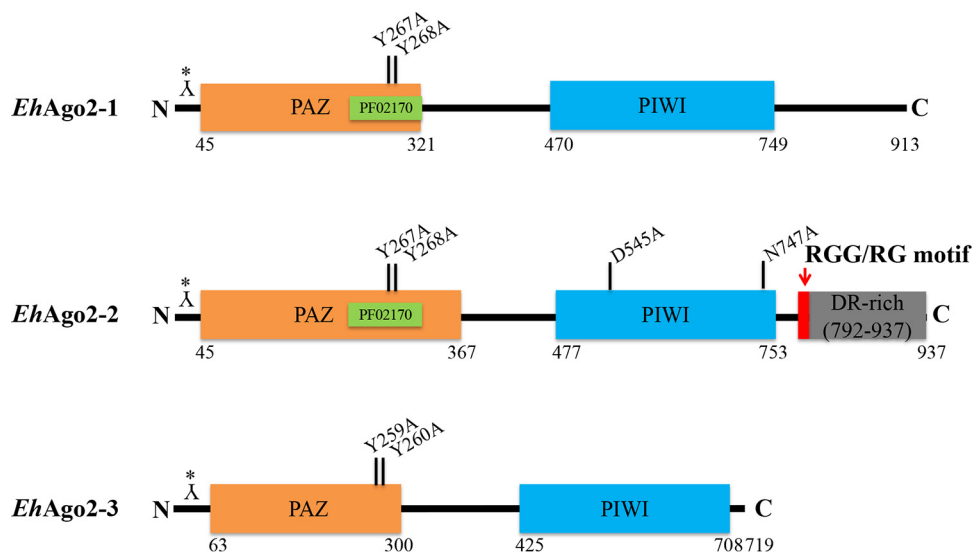 Y267A
Y268A
*
EhAgo2-1 N PAZ PF02170 PIWI C
45 321 470 749 913
Y267A
Y268A
D545A
N747A
RGG/RG motif
*
EhAgo2-2 N PAZ PF02170 PIWI DR-rich C
(792-937)
45 367 477 753 937
Y259A
Y260A
*
EhAgo2-3 N PAZ PIWI C
63 300 425 708719